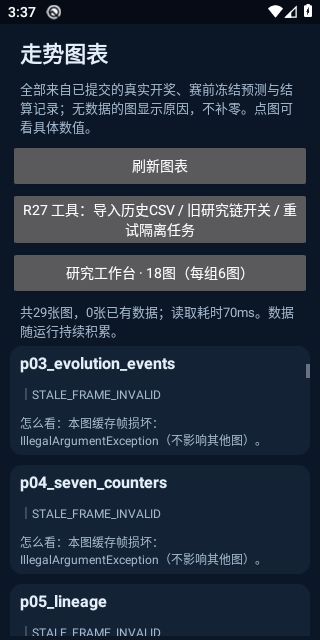 3:37
走势图表
全部来自已提交的真实开奖、赛前冻结预测与结
算记录；无数据的图显示原因，不补零。点图可
看具体数值。
刷新图表
R27 工具：导入历史CSV / 旧研究链开关 / 重
试隔离任务
研究工作台 · 18图（每组6图）
共29张图，0张已有数据；读取耗时70ms。数据
随运行持续积累。
p03_evolution_events
｜STALE_FRAME_INVALID
怎么看：本图缓存帧损坏：
IllegalArgumentException（不影响其他图）。
p04_seven_counters
｜STALE_FRAME_INVALID
怎么看：本图缓存帧损坏：
IllegalArgumentException（不影响其他图）。
p05_lineage
｜STALE_FRAME_INVALID